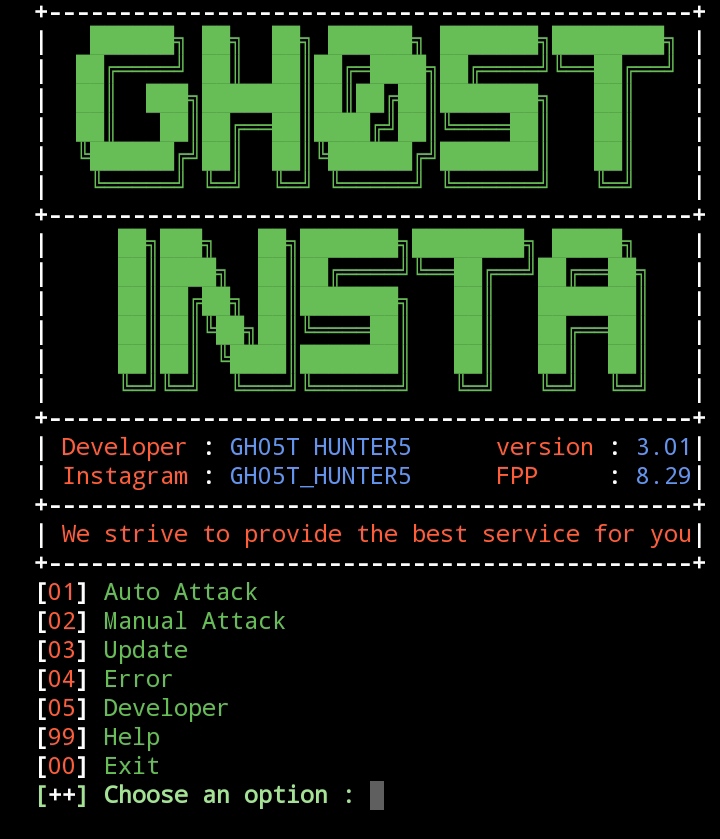 GHØST
INSTA
Developer : GH05T HUNTER5 version : 3.01
Instagram : GH05T_HUNTER5 FPP : 8.29
We strive to provide the best service for you
[01] Auto Attack
[02] Manual Attack
[03] Update
[04] Error
[05] Developer
[99] Help
[00] Exit
[++] Choose an option :